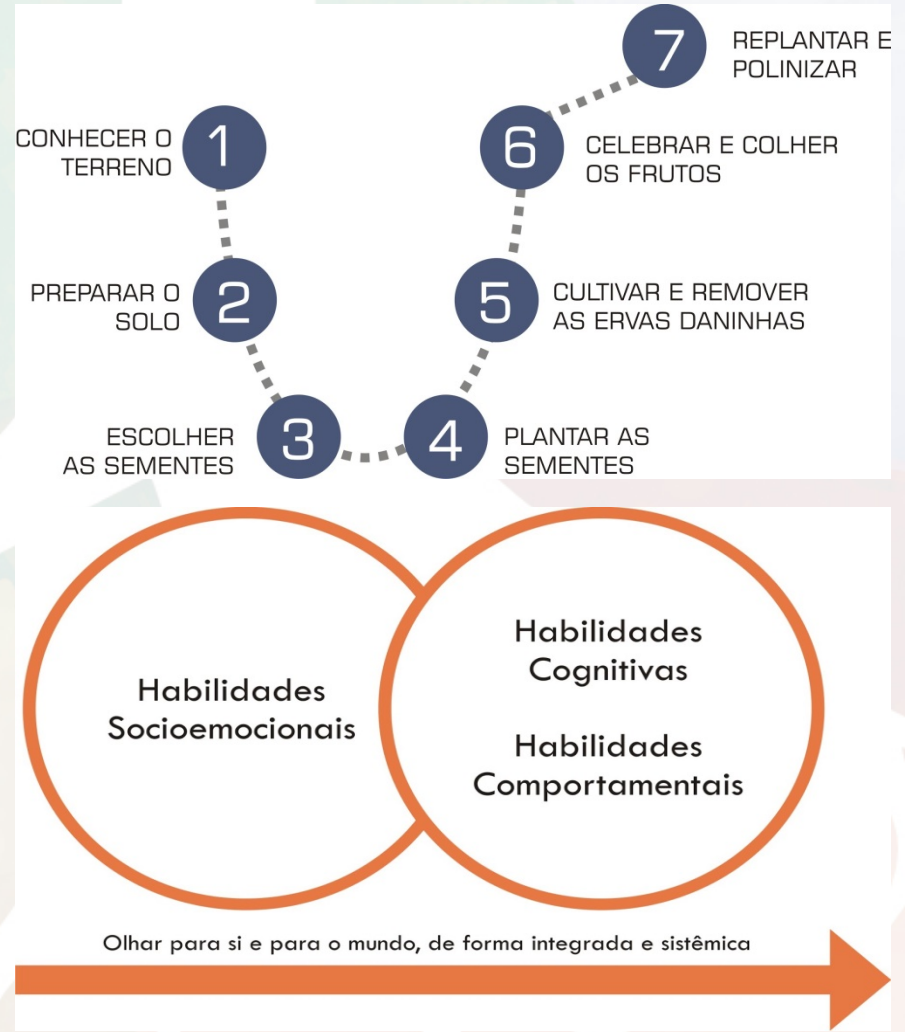 1
CONHECER O
TERRENO
2
PREPARAR O
SOLO
3
ESCOLHER
AS SEMENTES
4
PLANTAR AS
SEMENTES
5
CULTIVAR E REMOVER
AS ERVAS DANINHAS
6
CELEBRAR E COLHER
OS FRUTOS
7
REPLANTAR E
POLINIZAR
Habilidades
Socioemocionais
Habilidades
Cognitivas
Habilidades
Comportamentais
Olhar para si e para o mundo, de forma integrada e sistêmica